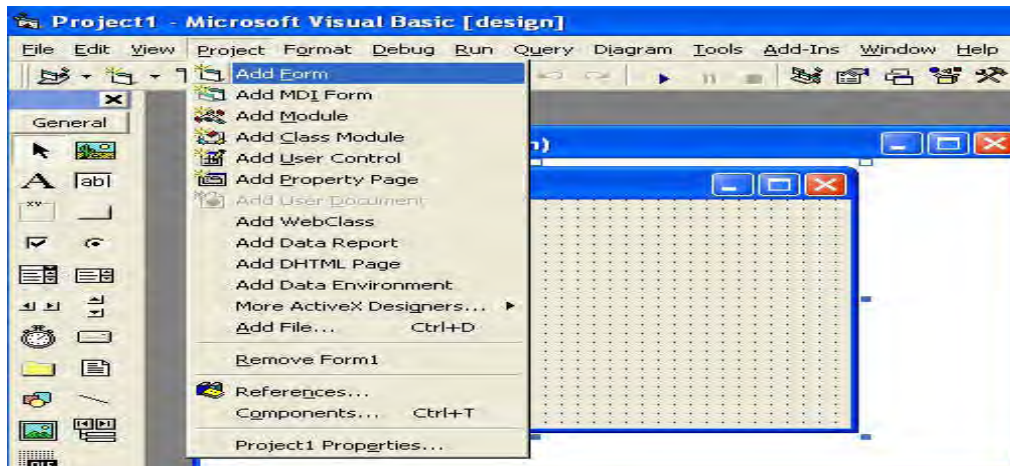 Project1 - Microsoft Visual Basic [design]
File Edit View Project Format Debug Run Query Diagram Tools Add-Ins Window Help
General
A
ab|
xy
Add Form
Add MDI Form
Add Module
Add Class Module
Add User Control
Add Property Page
Add User Document
Add WebClass
Add Data Report
Add DHTML Page
Add Data Environment
More ActiveX Designers...
Add File... Ctrl+D
Remove Form1
References...
Components... Ctrl+T
Project1 Properties...
n)